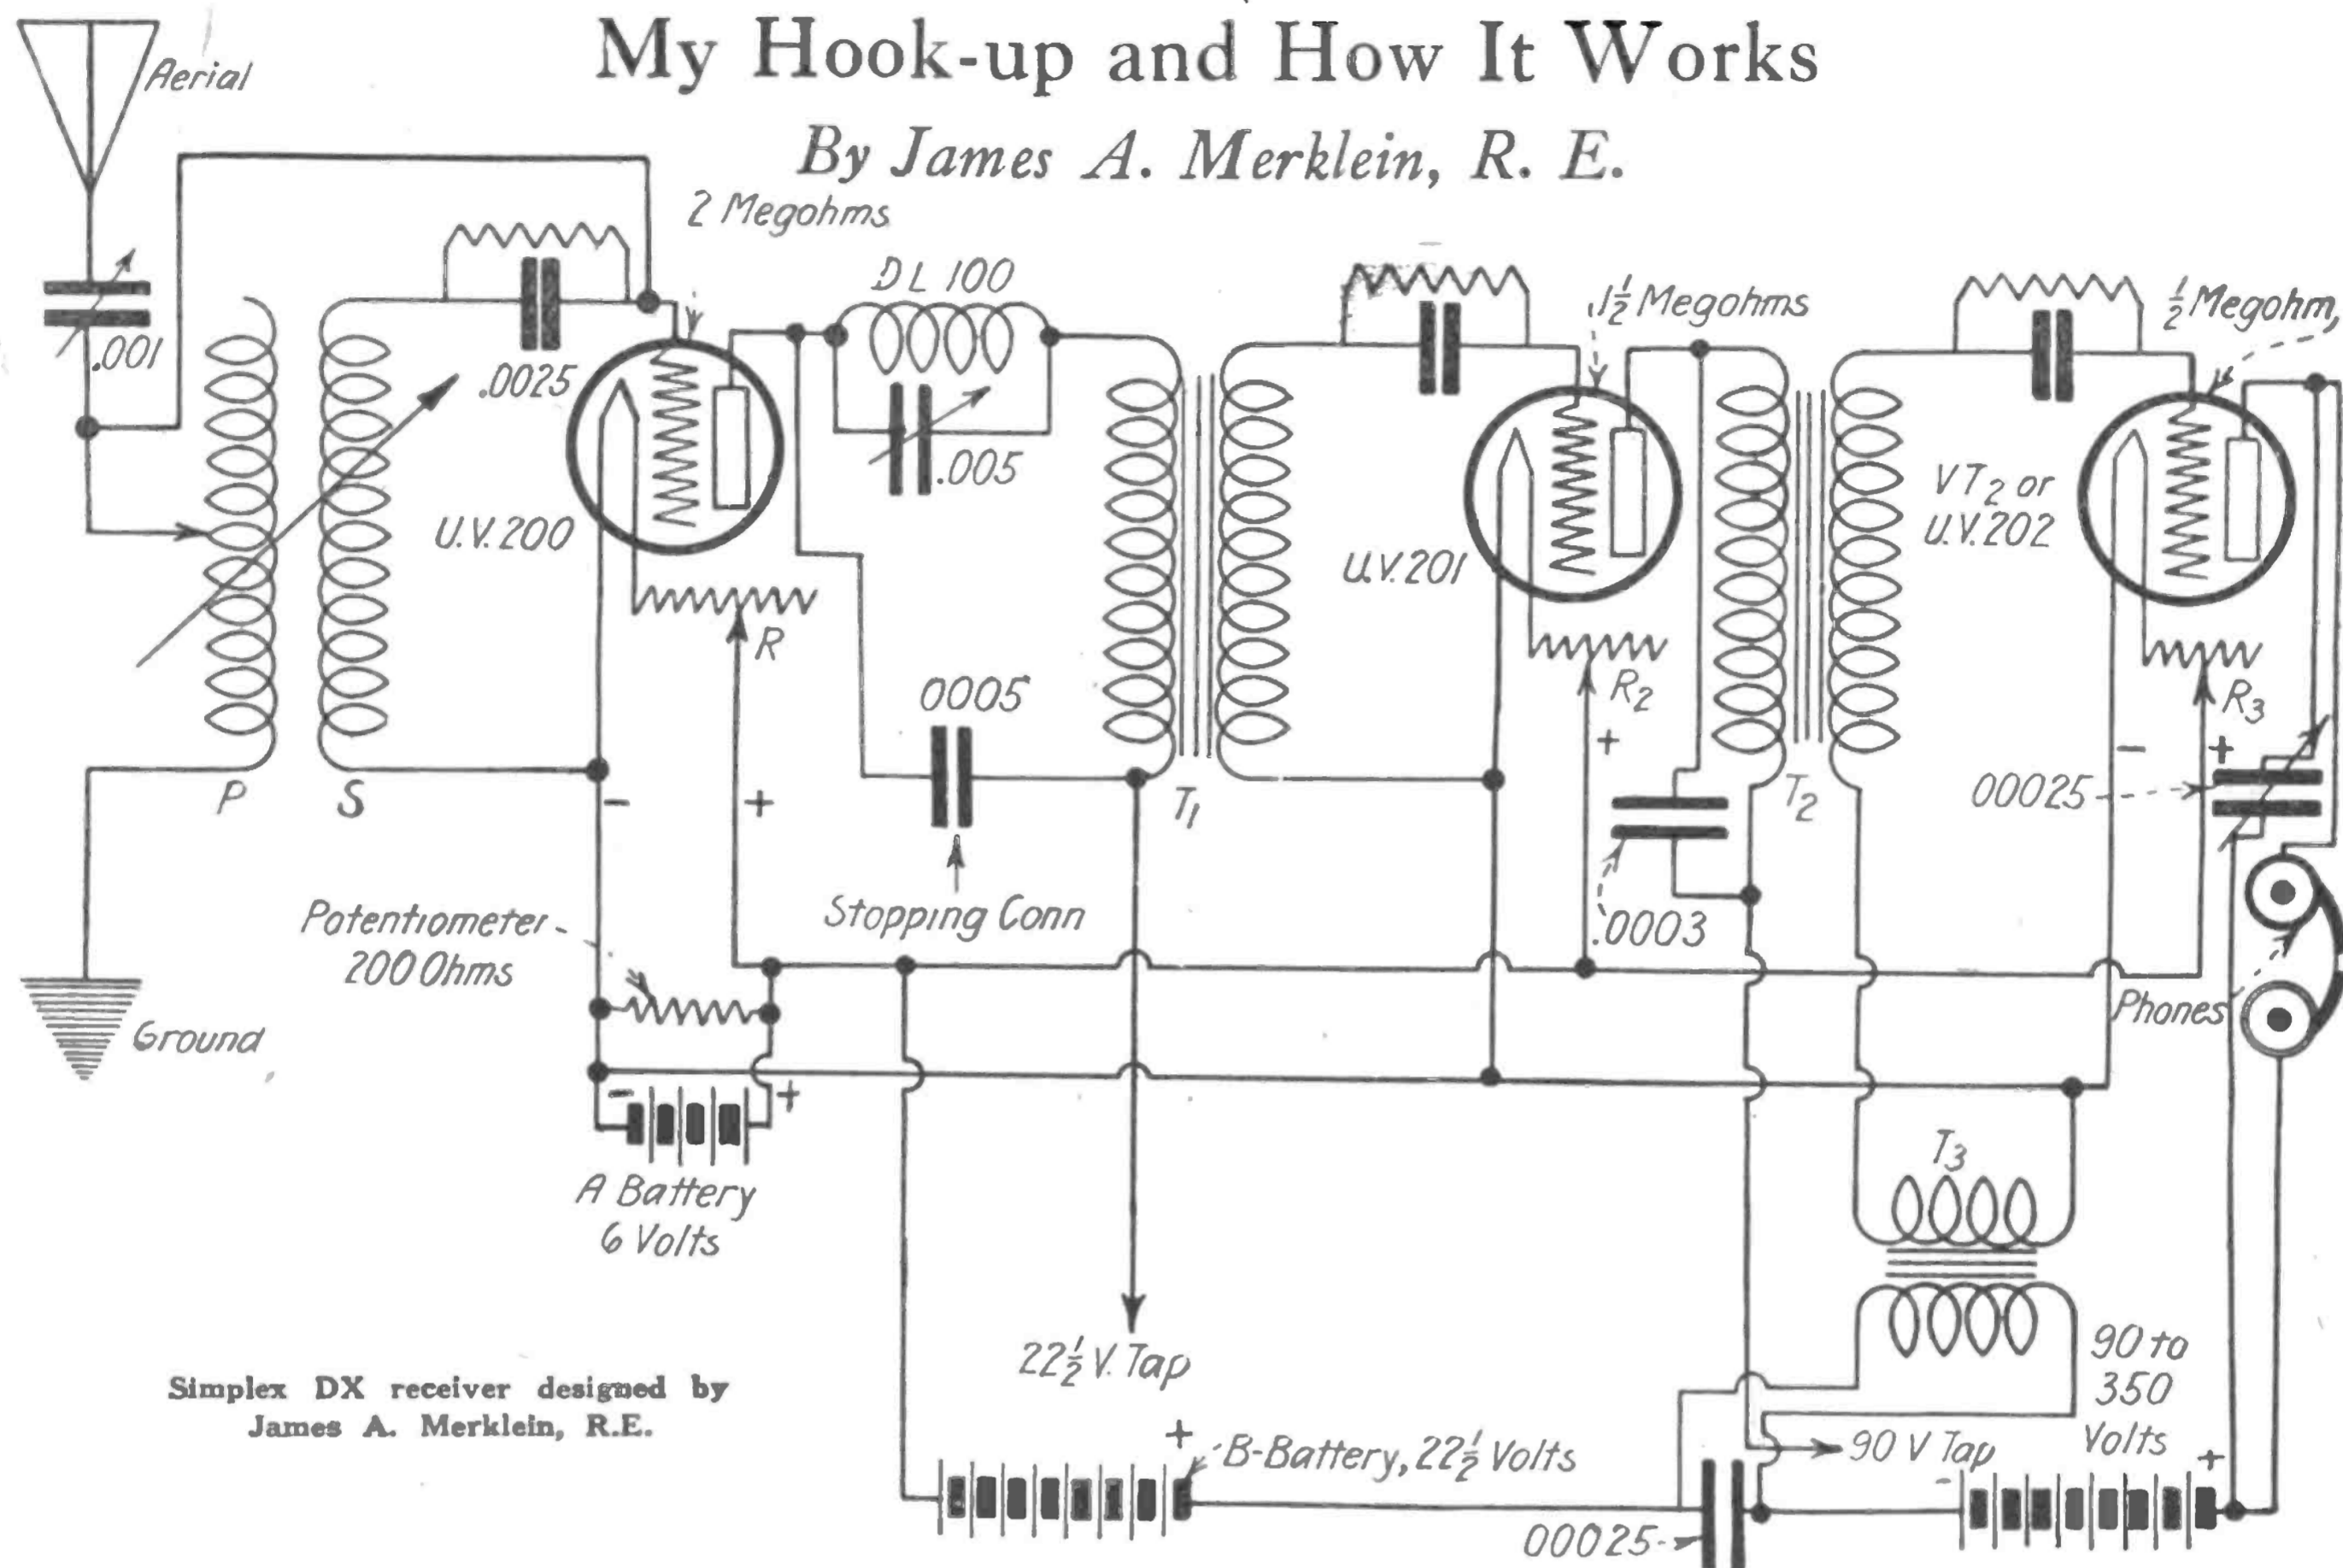 My Hook-up and How It Works
By James A. Merklein, R. E.
Aerial
2 Megohms
DL 100
1½ Megohms
½ Megohm,
.001
.0025
.005
U.V. 200
U.V. 201
VT2 or
U.V. 202
R
R2
R3
0005
P
S
-
+
T1
+
T2
-
+
00025
Potentiometer
200 Ohms
Stopping Conn
.0003
Ground
Phones
-
+
A Battery
6 Volts
T3
22½ V. Tap
90 to
350
Volts
Simplex DX receiver designed by
James A. Merklein, R.E.
+
B-Battery, 22½ Volts
90 V Tap
-
+
00025